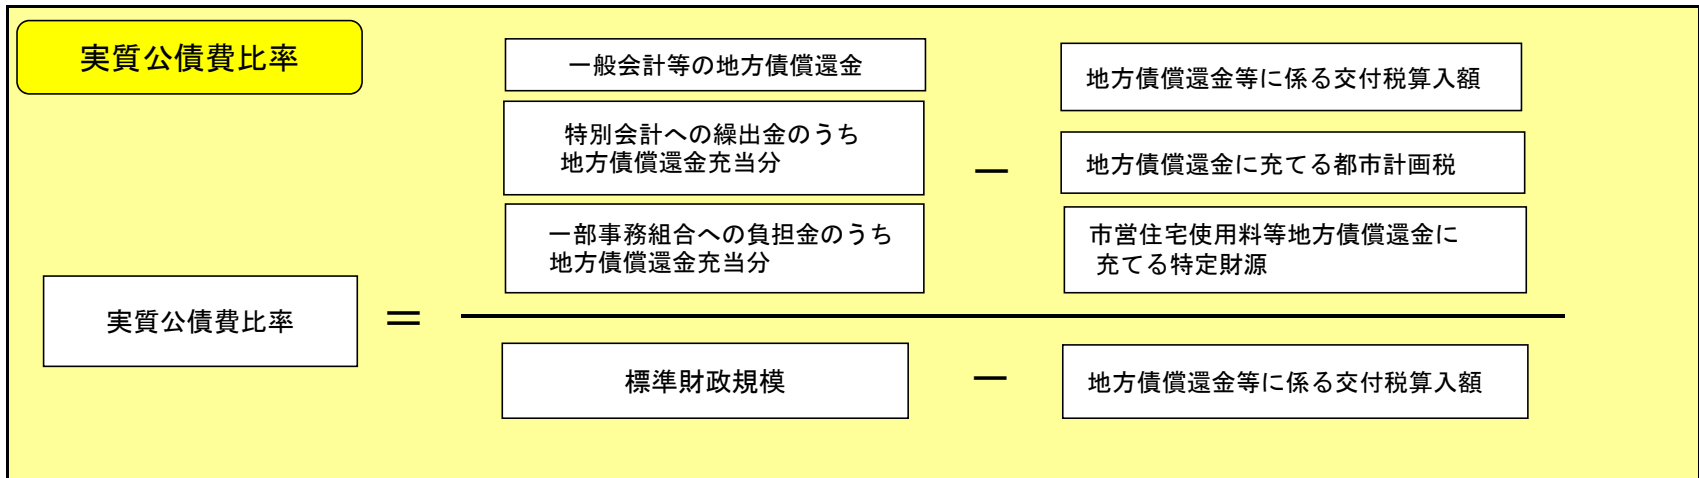 実質公債費比率
一般会計等の地方債償還金
特別会計への繰出金のうち
地方債償還金充当分
一部事務組合への負担金のうち
地方債償還金充当分
－
地方債償還金等に係る交付税算入額
地方債償還金に充てる都市計画税
市営住宅使用料等地方債償還金に
充てる特定財源
実質公債費比率
＝
標準財政規模
－
地方債償還金等に係る交付税算入額